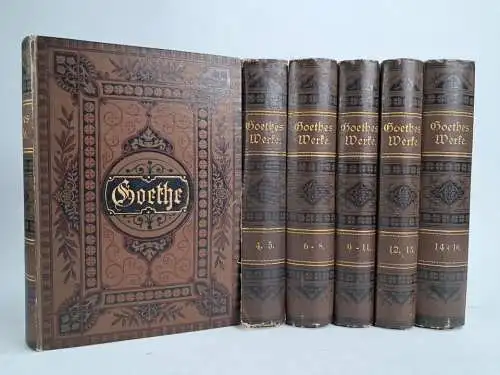 Goethe
Goethes
Werke.
4. 5.
Goethes
Werke.
6 - 8.
Goethes
Werke.
9 - 11.
Goethes
Werke.
12. 13.
Goethes
Werke.
14 - 16.